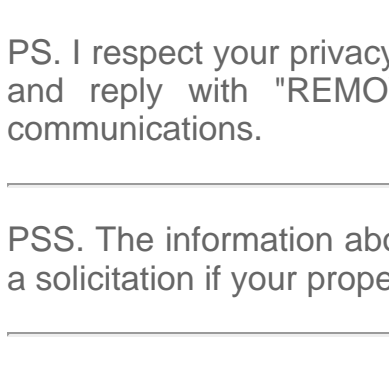 PS. I respect your privacy
and reply with "REMO
communications.
PSS. The information abo
a solicitation if your prope